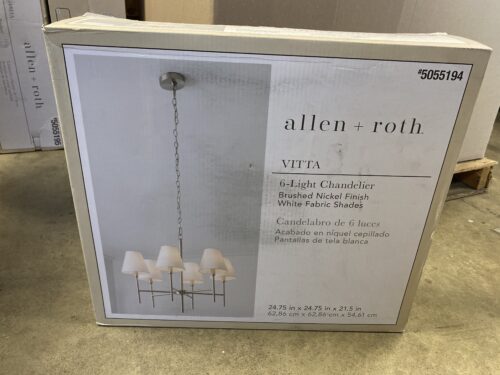 #5055194
allen + roth
VITTA
6-Light Chandelier
Brushed Nickel Finish
White Fabric Shades
Candelabro de 6 luces
Acabado en níquel cepillado
Pantallas de tela blanca
24.75 in x 24.75 in x 21.5 in
62,86 cm x 62,86 cm x 54,61 cm
allen + roth
5055195